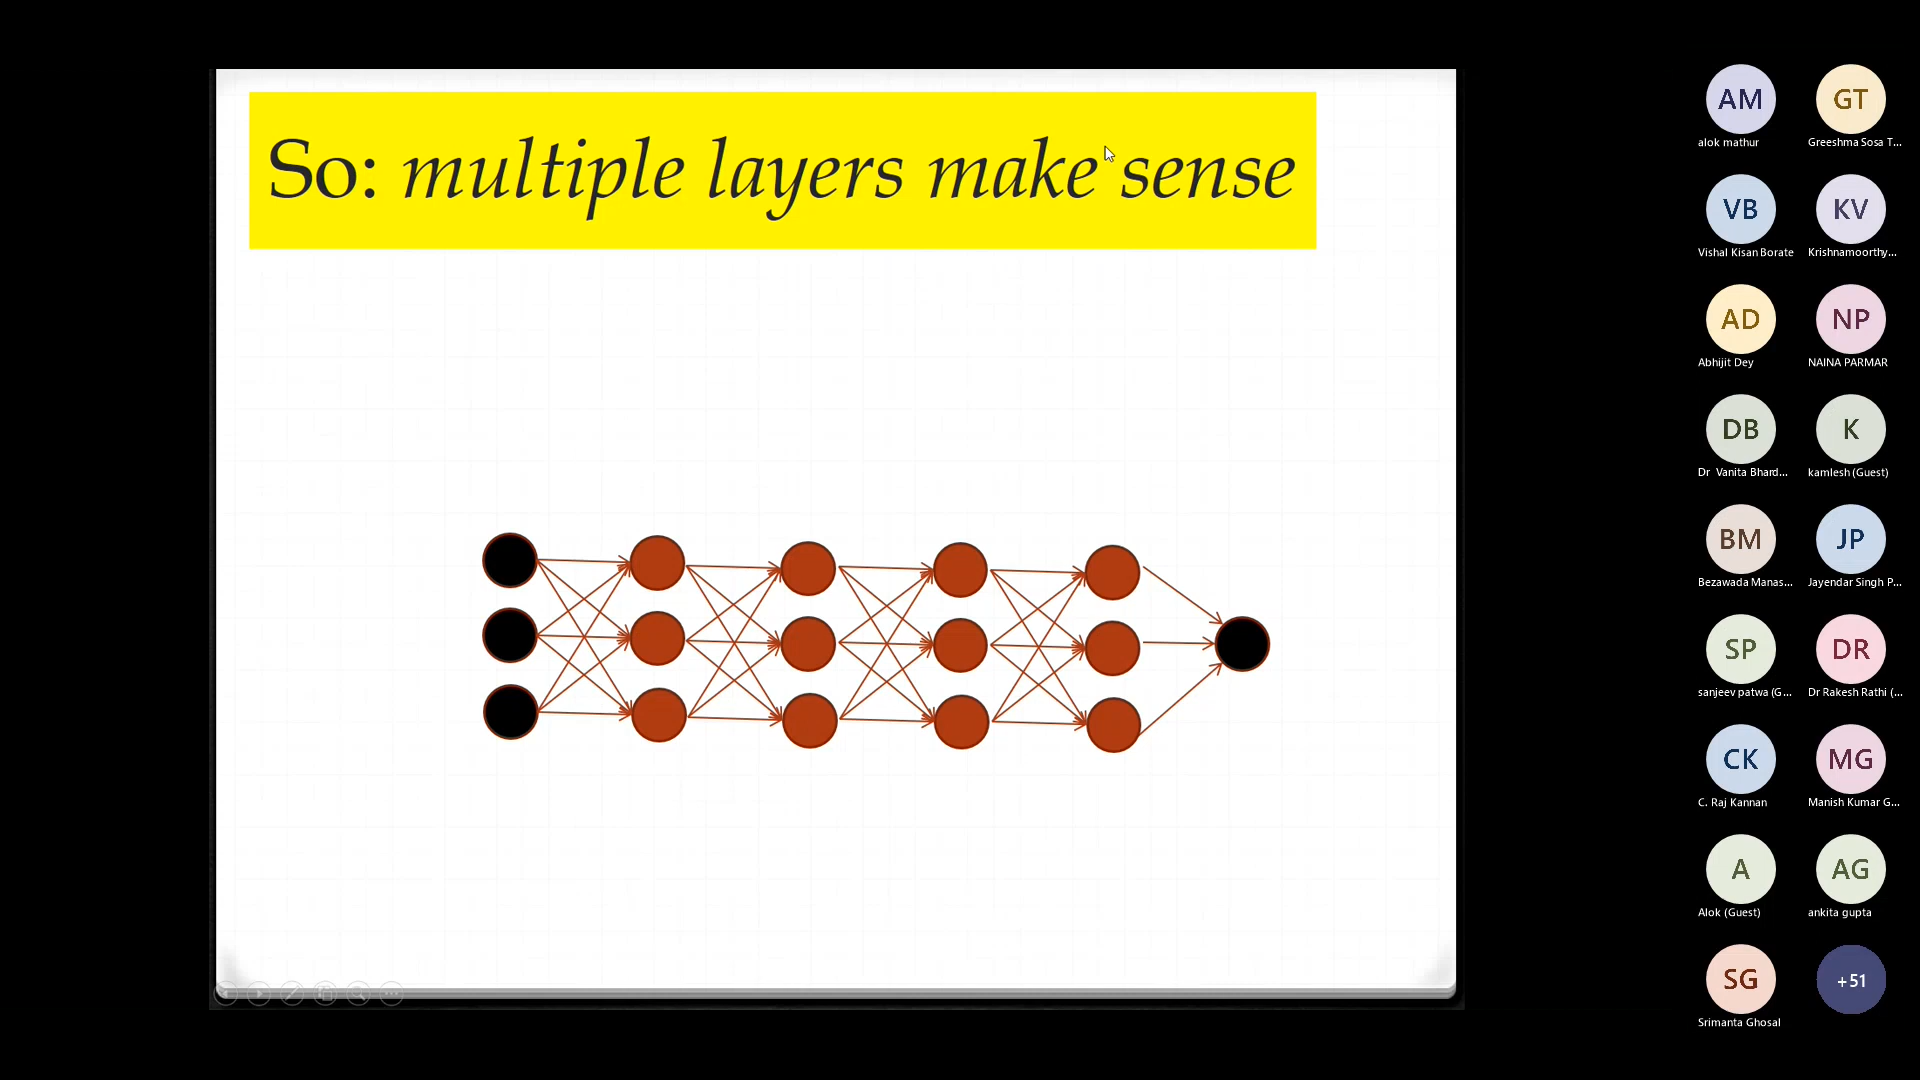 So: multiple layers make sense
AM
alok mathur
GT
Greeshma Sosa T...
VB
Vishal Kisan Borate
KV
Krishnamoorthy...
AD
Abhijit Dey
NP
NAINA PARMAR
DB
Dr Vanita Bhard...
K
kamlesh (Guest)
BM
Bezawada Manas...
JP
Jayendar Singh P...
SP
sanjeev patwa (G...
DR
Dr Rakesh Rathi (...
CK
C. Raj Kannan
MG
Manish Kumar G...
A
Alok (Guest)
AG
ankita gupta
SG
Srimanta Ghosal
+51